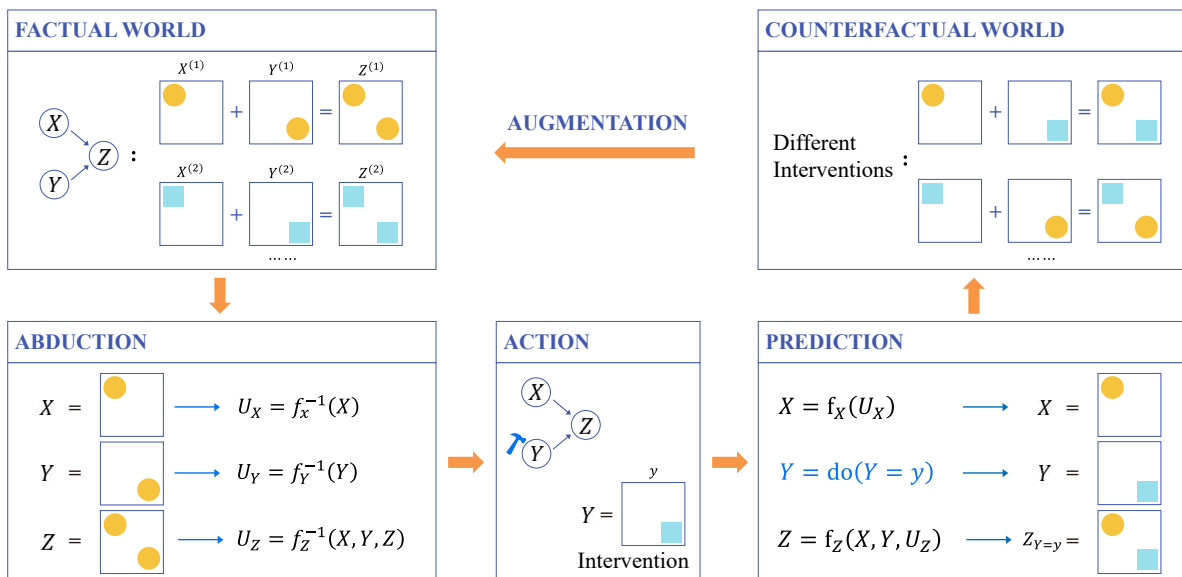 FACTUAL WORLD
X^{(1)} Y^{(1)} Z^{(1)}
X
+ =
Z :
Y
X^{(2)} Y^{(2)} Z^{(2)}
+ =
……
AUGMENTATION
COUNTERFACTUAL WORLD
+ =
Different
Interventions :
+ =
……
ABDUCTION
X = U_X = f_x^{-1}(X)
Y = U_Y = f_Y^{-1}(Y)
Z = U_Z = f_Z^{-1}(X, Y, Z)
ACTION
X
Z
Y
y
Y =
Intervention
PREDICTION
X = f_X(U_X) X =
Y = do(Y = y) Y =
Z = f_Z(X, Y, U_Z) Z_{Y=y} =